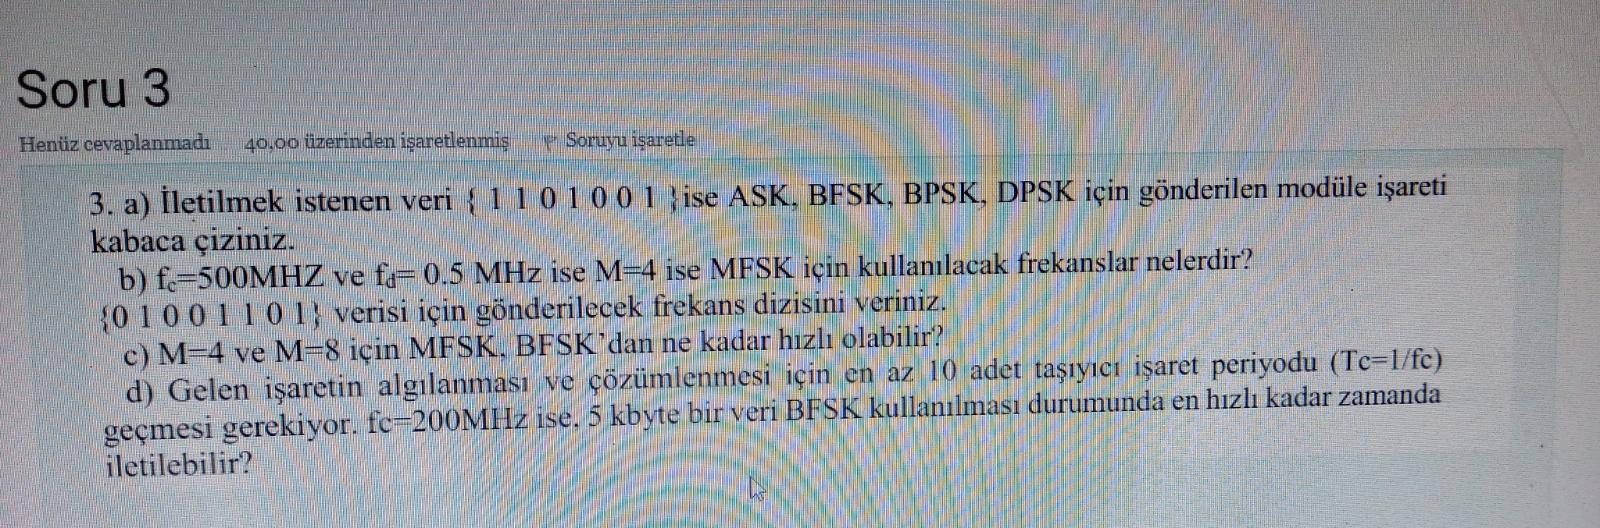 Soru 3
Henüz cevaplanmadı 40,00 üzerinden işaretlenmiş Soruyu işaretle
3. a) İletilmek istenen veri { 1 1 0 1 0 0 1 }ise ASK, BFSK, BPSK, DPSK için gönderilen modüle işareti
kabaca çiziniz.
b) fc=500MHZ ve fd= 0.5 MHz ise M=4 ise MFSK için kullanılacak frekanslar nelerdir?
{0 1 0 0 1 1 0 1} verisi için gönderilecek frekans dizisini veriniz.
c) M=4 ve M=8 için MFSK, BFSK'dan ne kadar hızlı olabilir?
d) Gelen işaretin algılanması ve çözümlenmesi için en az 10 adet taşıyıcı işaret periyodu (Tc=1/fc)
geçmesi gerekiyor. fc=200MHz ise, 5 kbyte bir veri BFSK kullanılması durumunda en hızlı kadar zamanda
iletilebilir?